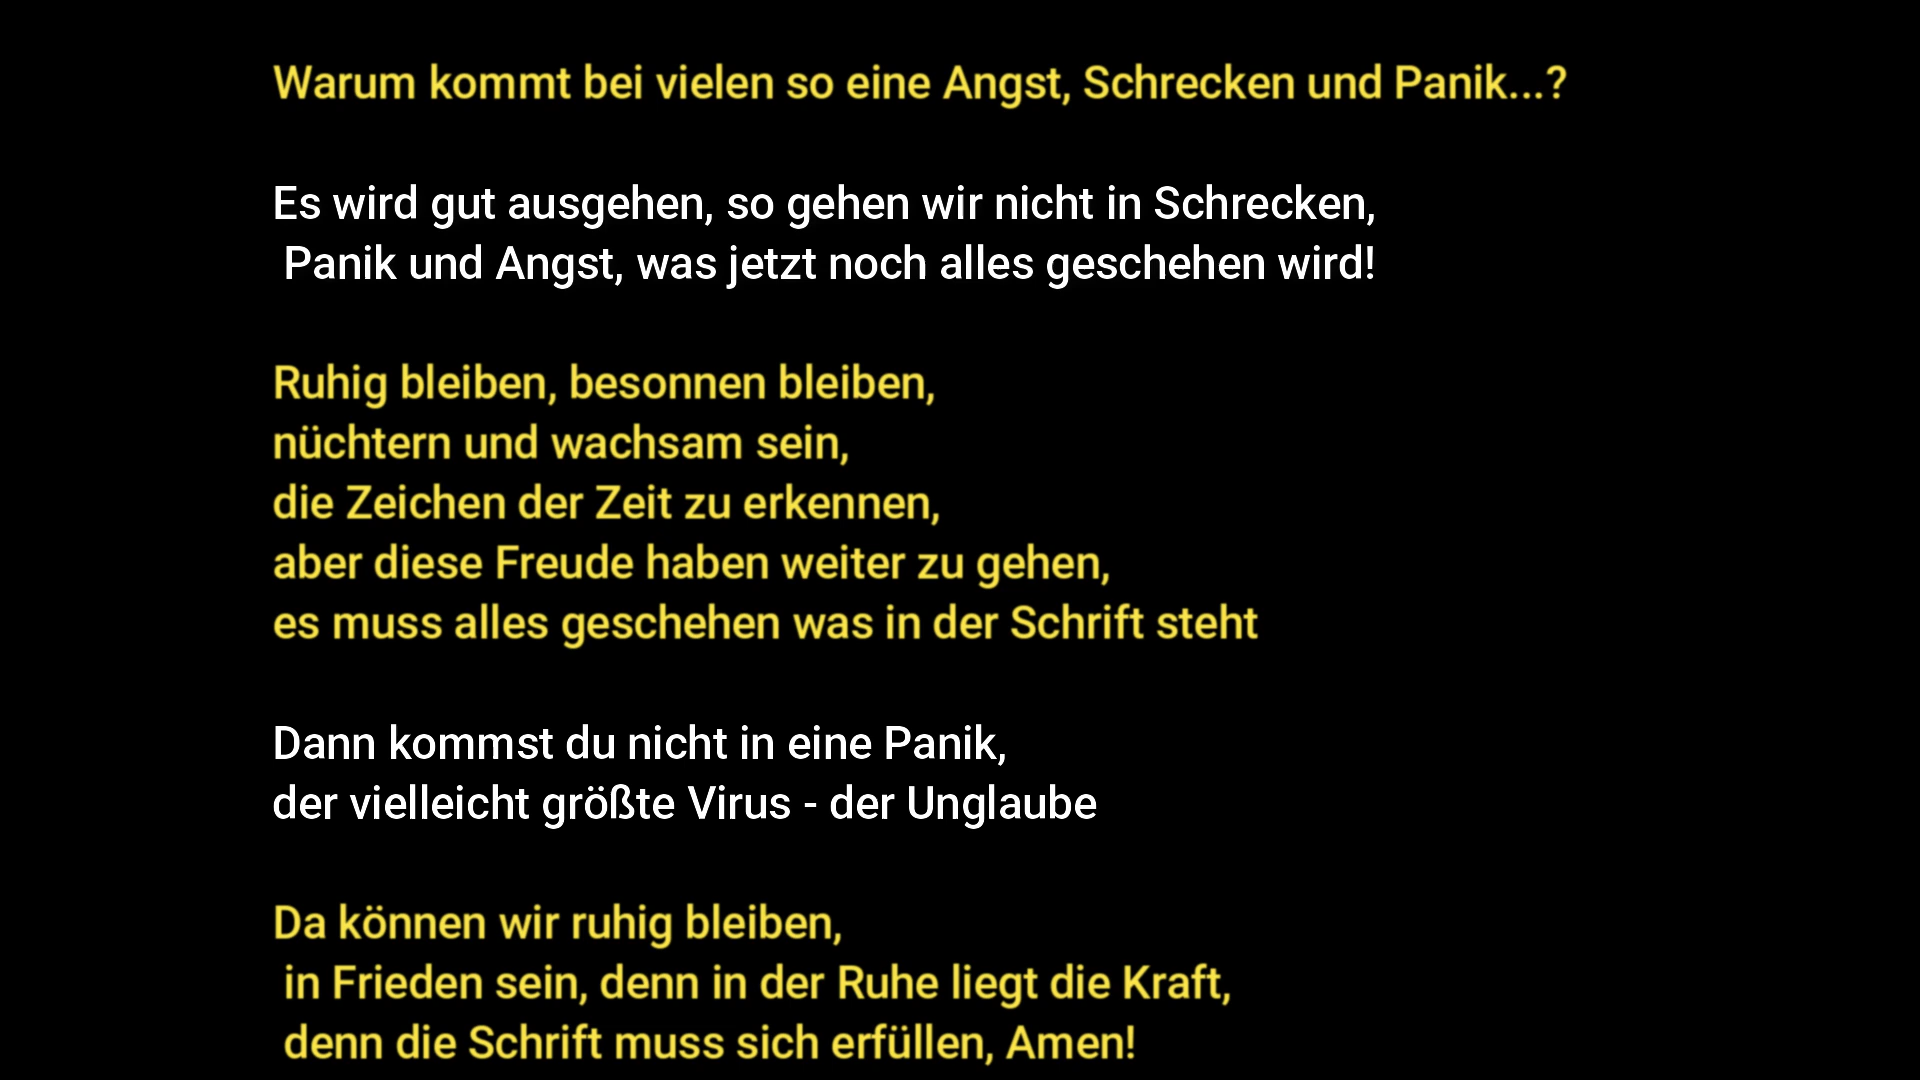 Warum kommt bei vielen so eine Angst, Schrecken und Panik...?
Es wird gut ausgehen, so gehen wir nicht in Schrecken,
Panik und Angst, was jetzt noch alles geschehen wird!
Ruhig bleiben, besonnen bleiben,
nüchtern und wachsam sein,
die Zeichen der Zeit zu erkennen,
aber diese Freude haben weiter zu gehen,
es muss alles geschehen was in der Schrift steht
Dann kommst du nicht in eine Panik,
der vielleicht größte Virus - der Unglaube
Da können wir ruhig bleiben,
in Frieden sein, denn in der Ruhe liegt die Kraft,
denn die Schrift muss sich erfüllen, Amen!